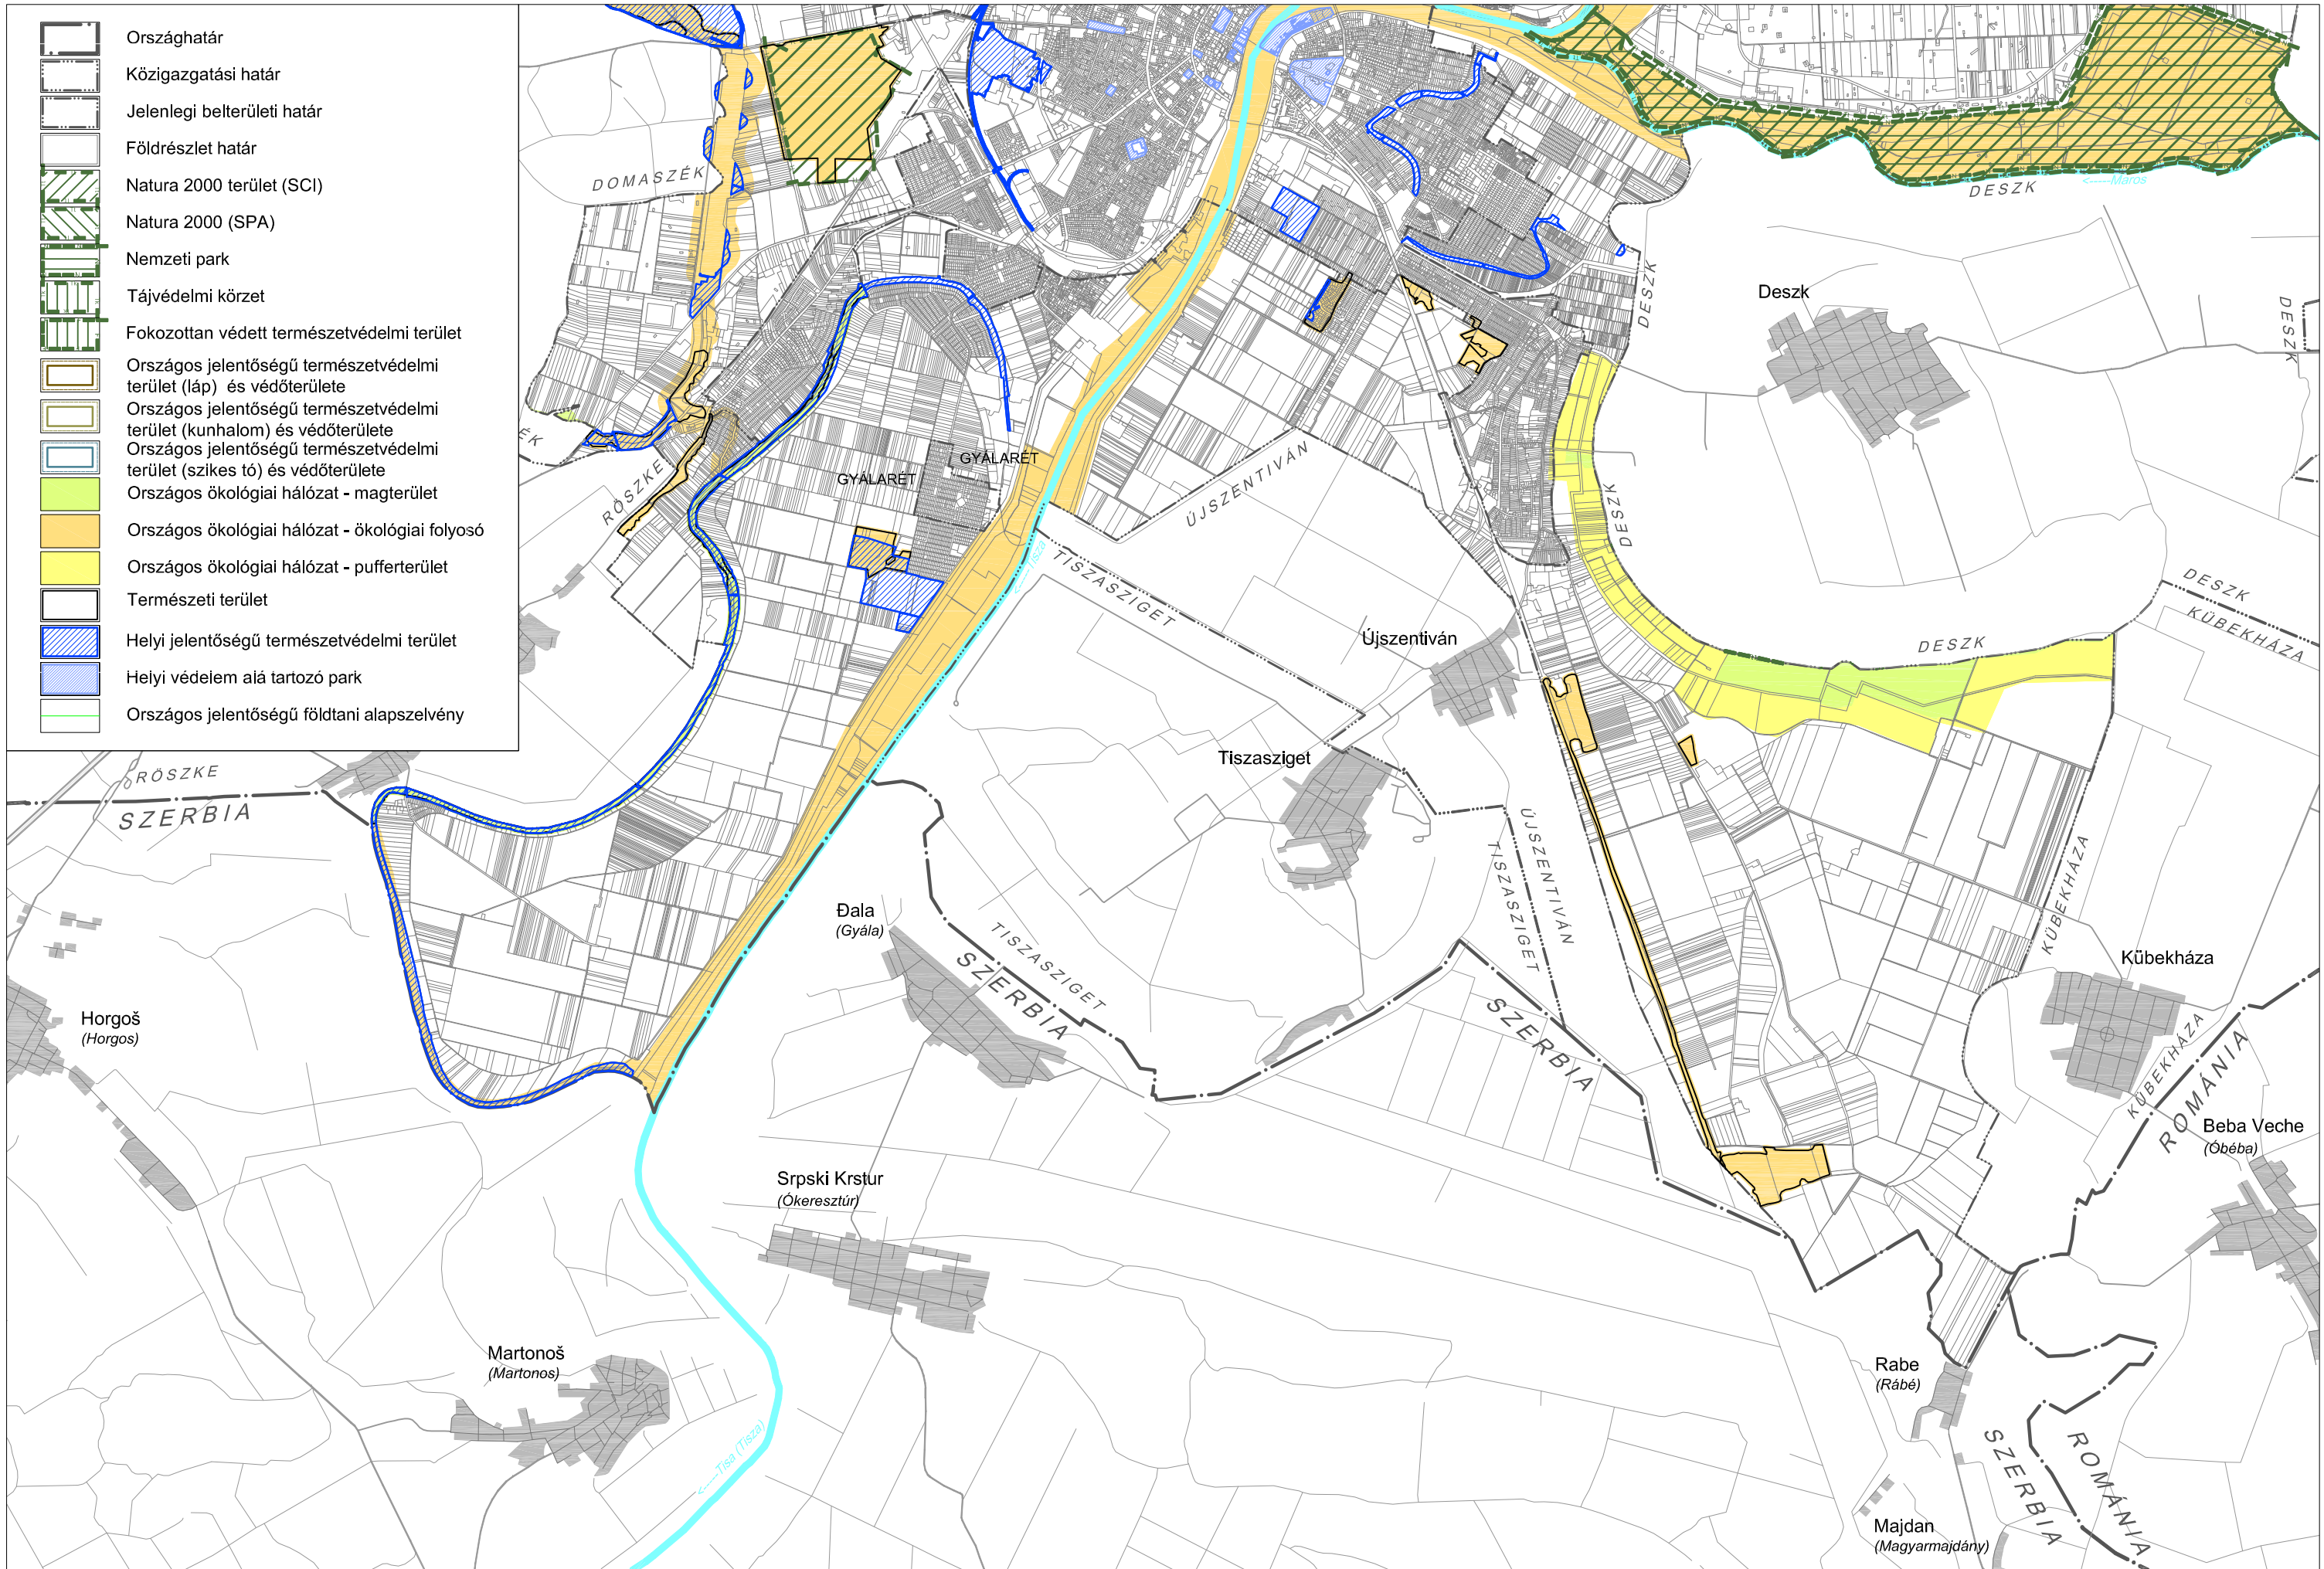 Országhatár
Közigazgatási határ
Jelenlegi belterületi határ
Földrészlet határ
Natura 2000 terület (SCI)
Natura 2000 (SPA)
Nemzeti park
Tájvédelmi körzet
Fokozottan védett természetvédelmi terület
Országos jelentőségű természetvédelmi
terület (láp) és védőterülete
Országos jelentőségű természetvédelmi
terület (kunhalom) és védőterülete
Országos jelentőségű természetvédelmi
terület (szikes tó) és védőterülete
Országos ökológiai hálózat - magterület
Országos ökológiai hálózat - ökológiai folyosó
Országos ökológiai hálózat - pufferterület
Természeti terület
Helyi jelentőségű természetvédelmi terület
Helyi védelem alá tartozó park
Országos jelentőségű földtani alapszelvény
DOMASZÉK
<-----Maros
DESZK
DESZK
Deszk
DESZK
ÉK
RÖSZKE
GYÁLARÉT
GYÁLARÉT
ÚJSZENTIVÁN
DESZK
<-----Tisza
TISZASZIGET
DESZK
KÜBEKHÁZA
Újszentiván
DESZK
Tiszasziget
RÖSZKE
SZERBIA
ÚJSZENTIVÁN
TISZASZIGET
KÜBEKHÁZA
Đala
(Gyála)
TISZASZIGET
SZERBIA
Kübekháza
Horgoš
(Horgos)
SZERBIA
KÜBEKHÁZA
ROMÁNIA
Beba Veche
(Óbéba)
Srpski Krstur
(Ókeresztúr)
Martonoš
(Martonos)
Rabe
(Rábé)
<-----Tisa (Tisza)
SZERBIA
ROMÁNIA
Majdan
(Magyarmajdány)